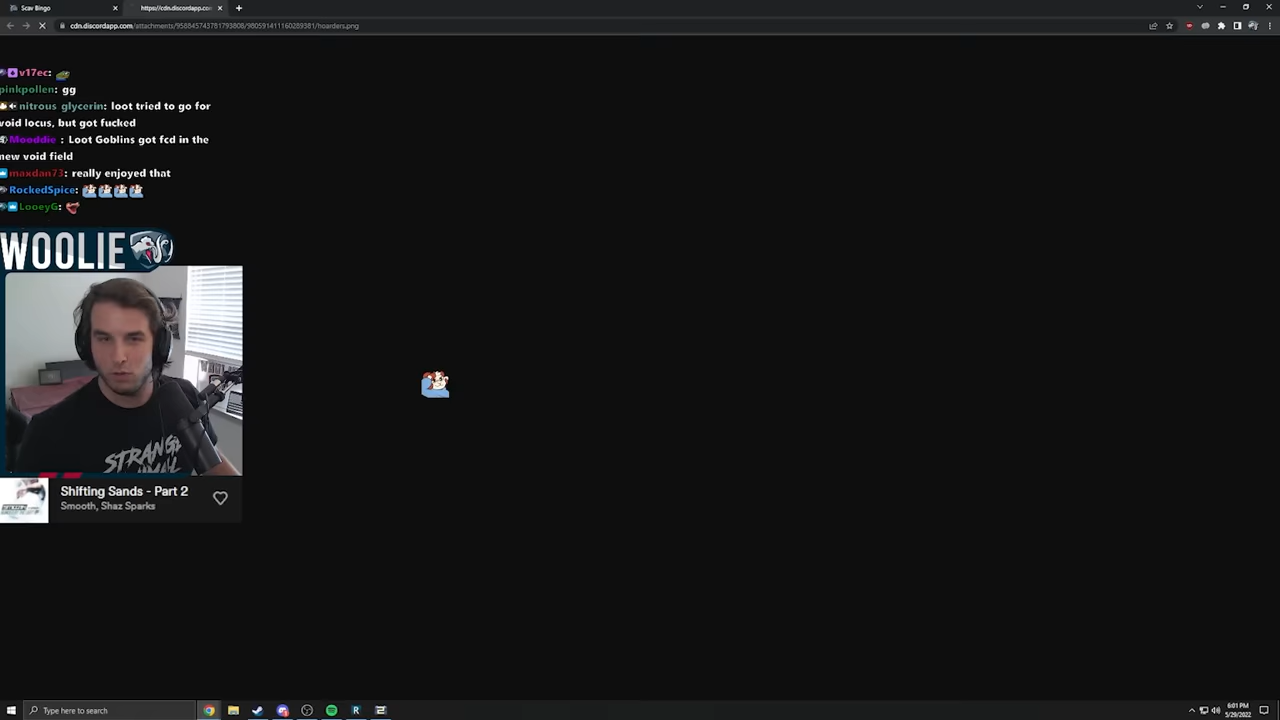 Scav Bingo
https://cdn.discordapp.com
cdn.discordapp.com/attachments/958845743781793808/980591411160289381/hoarders.png
v17ec:
pinkpollen: gg
nitrous_glycerin: loot tried to go for
void locus, but got fucked
Mooddie : Loot Goblins got fcd in the
new void field
maxdan73: really enjoyed that
RockedSpice:
LooeyG:
WOOLIE
STRANGE
Shifting Sands - Part 2
Smooth, Shaz Sparks
Type here to search
6:01 PM
5/29/2022